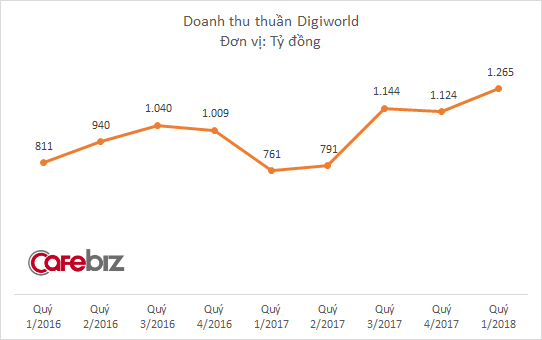 Doanh thu thuần Digiworld
Đơn vị: Tỷ đồng
811
940
1.040
1.009
761
791
1.144
1.124
1.265
CafeBiz
Quý 1/2016
Quý 2/2016
Quý 3/2016
Quý 4/2016
Quý 1/2017
Quý 2/2017
Quý 3/2017
Quý 4/2017
Quý 1/2018